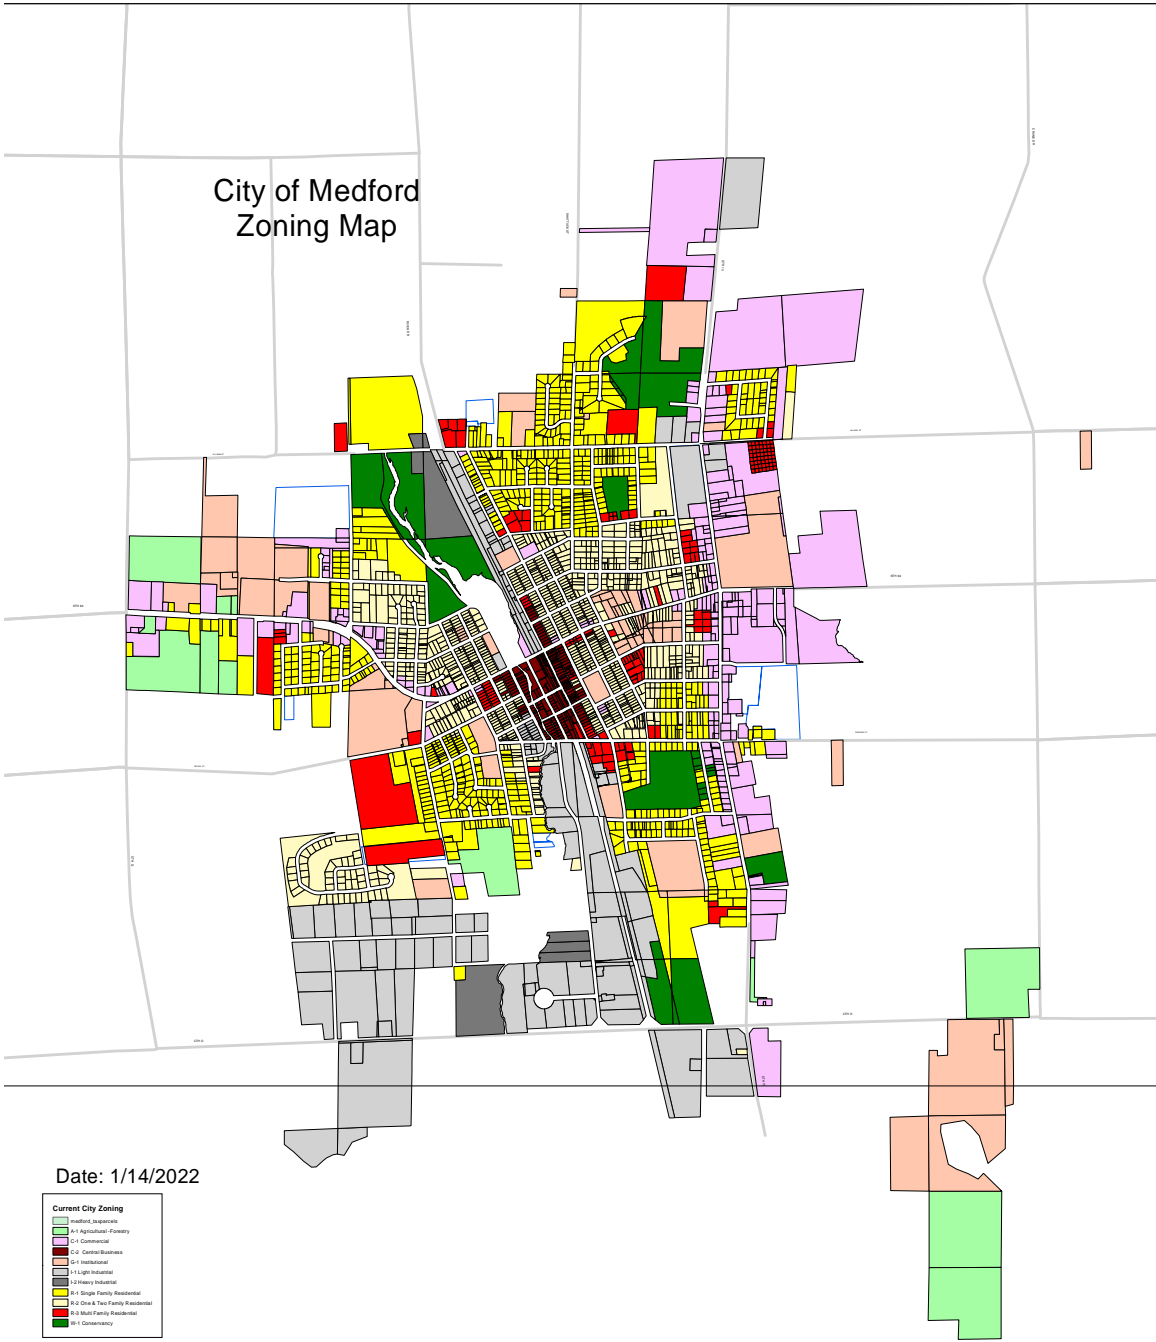 City of Medford
Zoning Map
Date: 1/14/2022
Current City Zoning
medford_taxparcels
A-1 Agricultural -Forestry
C-1 Commercial
C-2 Central Business
G-1 Institutional
I-1 Light Industrial
I-2 Heavy Industrial
R-1 Single Family Residential
R-2 One & Two Family Residential
R-3 Multi Family Residential
W-1 Conservancy